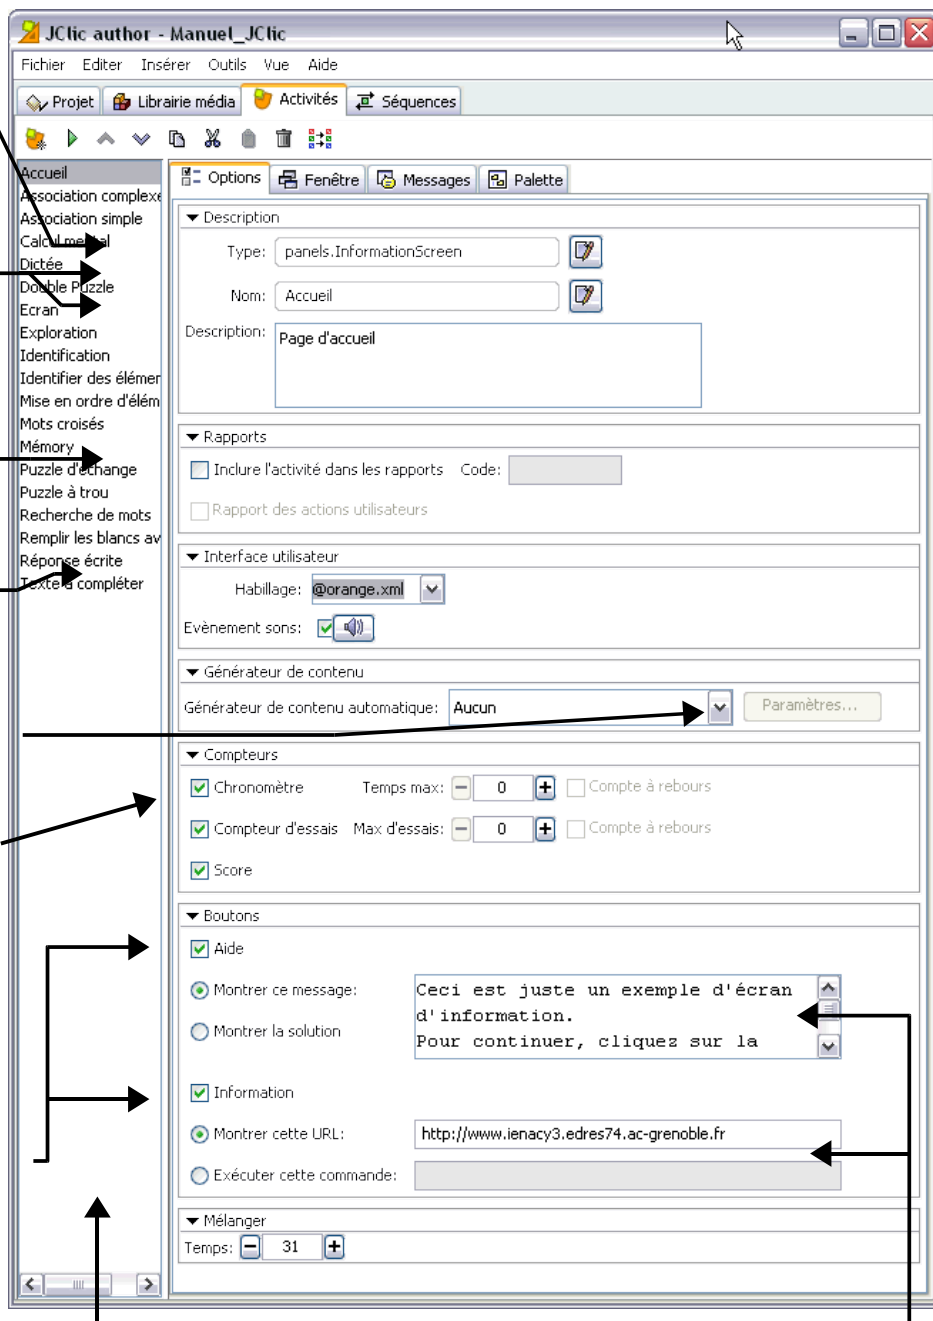 JClic author - Manuel_JClic
Fichier Editer Insérer Outils Vue Aide
Projet Librairie média Activités Séquences
Accueil
Association complexe
Association simple
Calcul mental
Dictée
Double Puzzle
Ecran
Exploration
Identification
Identifier des élémer
Mise en ordre d'élém
Mots croisés
Mémory
Puzzle d'échange
Puzzle à trou
Recherche de mots
Remplir les blancs av
Réponse écrite
Texte à compléter
Options Fenêtre Messages Palette
Description
Type: panels.InformationScreen
Nom: Accueil
Description: Page d'accueil
Rapports
Inclure l'activité dans les rapports Code:
Rapport des actions utilisateurs
Interface utilisateur
Habillage: @orange.xml
Evènement sons:
Générateur de contenu
Générateur de contenu automatique: Aucun Paramètres...
Compteurs
Chronomètre Temps max: 0 Compte à rebours
Compteur d'essais Max d'essais: 0 Compte à rebours
Score
Boutons
Aide
Montrer ce message: Ceci est juste un exemple d'écran
d'information.
Montrer la solution Pour continuer, cliquez sur la
Information
Montrer cette URL: http://www.ienacy3.edres74.ac-grenoble.fr
Exécuter cette commande:
Mélanger
Temps: 31